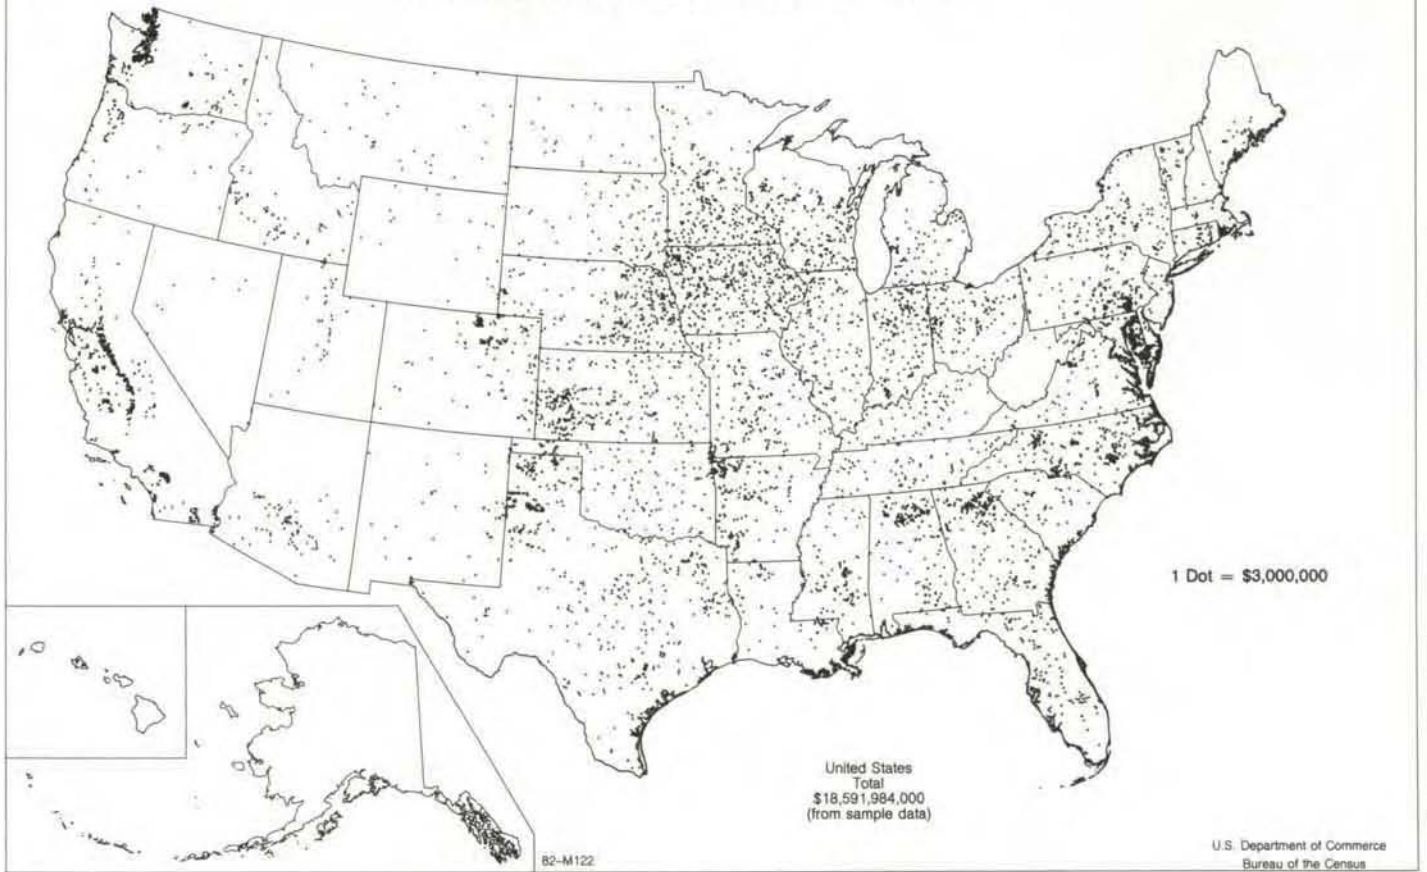 1 Dot = $3,000,000
United States
Total
$18,591,984,000
(from sample data)
82-M122
U.S. Department of Commerce
Bureau of the Census